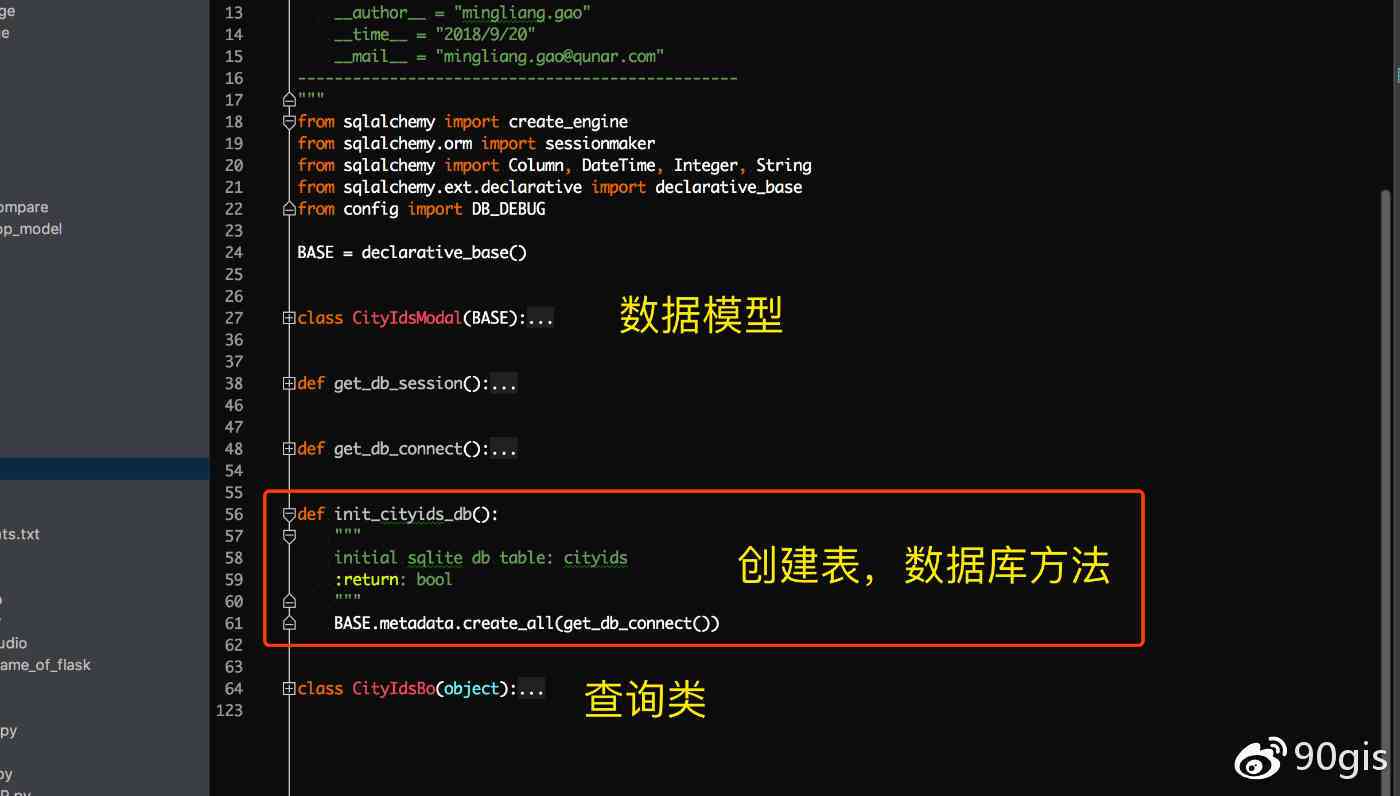 ge
e
ompare
op_model
nts.txt
udio
ame_of_flask
py
py
13 __author__ = "mingliang.gao"
14 __time__ = "2018/9/20"
15 __mail__ = "mingliang.gao@qunar.com"
16 ------------------------------------------------
17 """
18 from sqlalchemy import create_engine
19 from sqlalchemy.orm import sessionmaker
20 from sqlalchemy import Column, DateTime, Integer, String
21 from sqlalchemy.ext.declarative import declarative_base
22 from config import DB_DEBUG
23
24 BASE = declarative_base()
25
26
27 class CityIdsModal(BASE):... 数据模型
36
37
38 def get_db_session():...
46
47
48 def get_db_connect():...
54
55
56 def init_cityids_db():
57 """
58 initial sqlite db table: cityids 创建表，数据库方法
59 :return: bool
60 """
61 BASE.metadata.create_all(get_db_connect())
62
63
64 class CityIdsBo(object):... 查询类
123
90gis